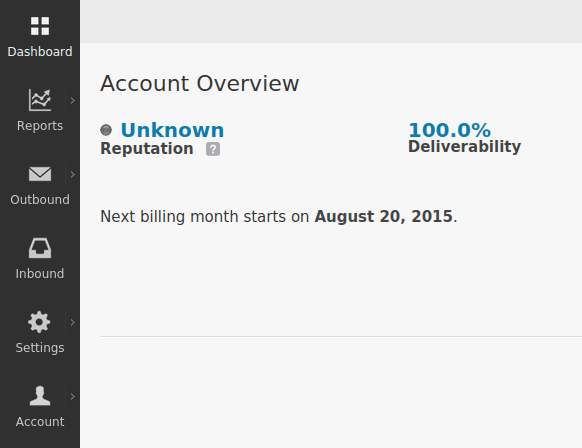 Dashboard
Reports
Outbound
Inbound
Settings
Account
Account Overview
Unknown
Reputation ?
100.0%
Deliverability
Next billing month starts on August 20, 2015.